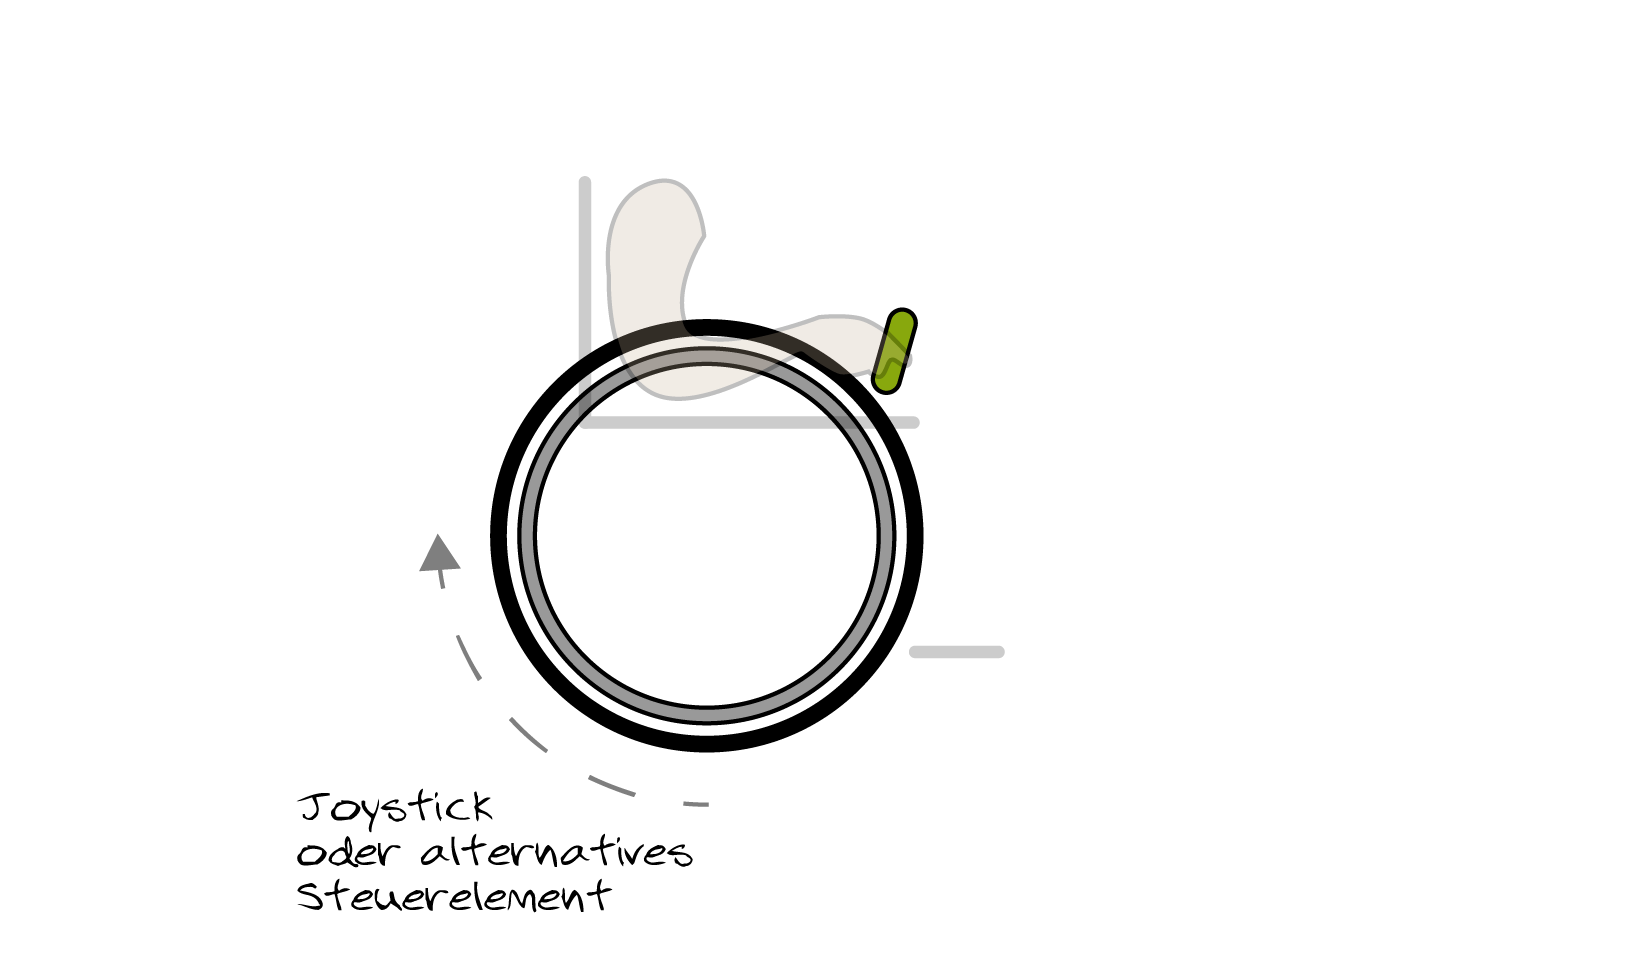 Joystick
oder alternatives
Steuerelement